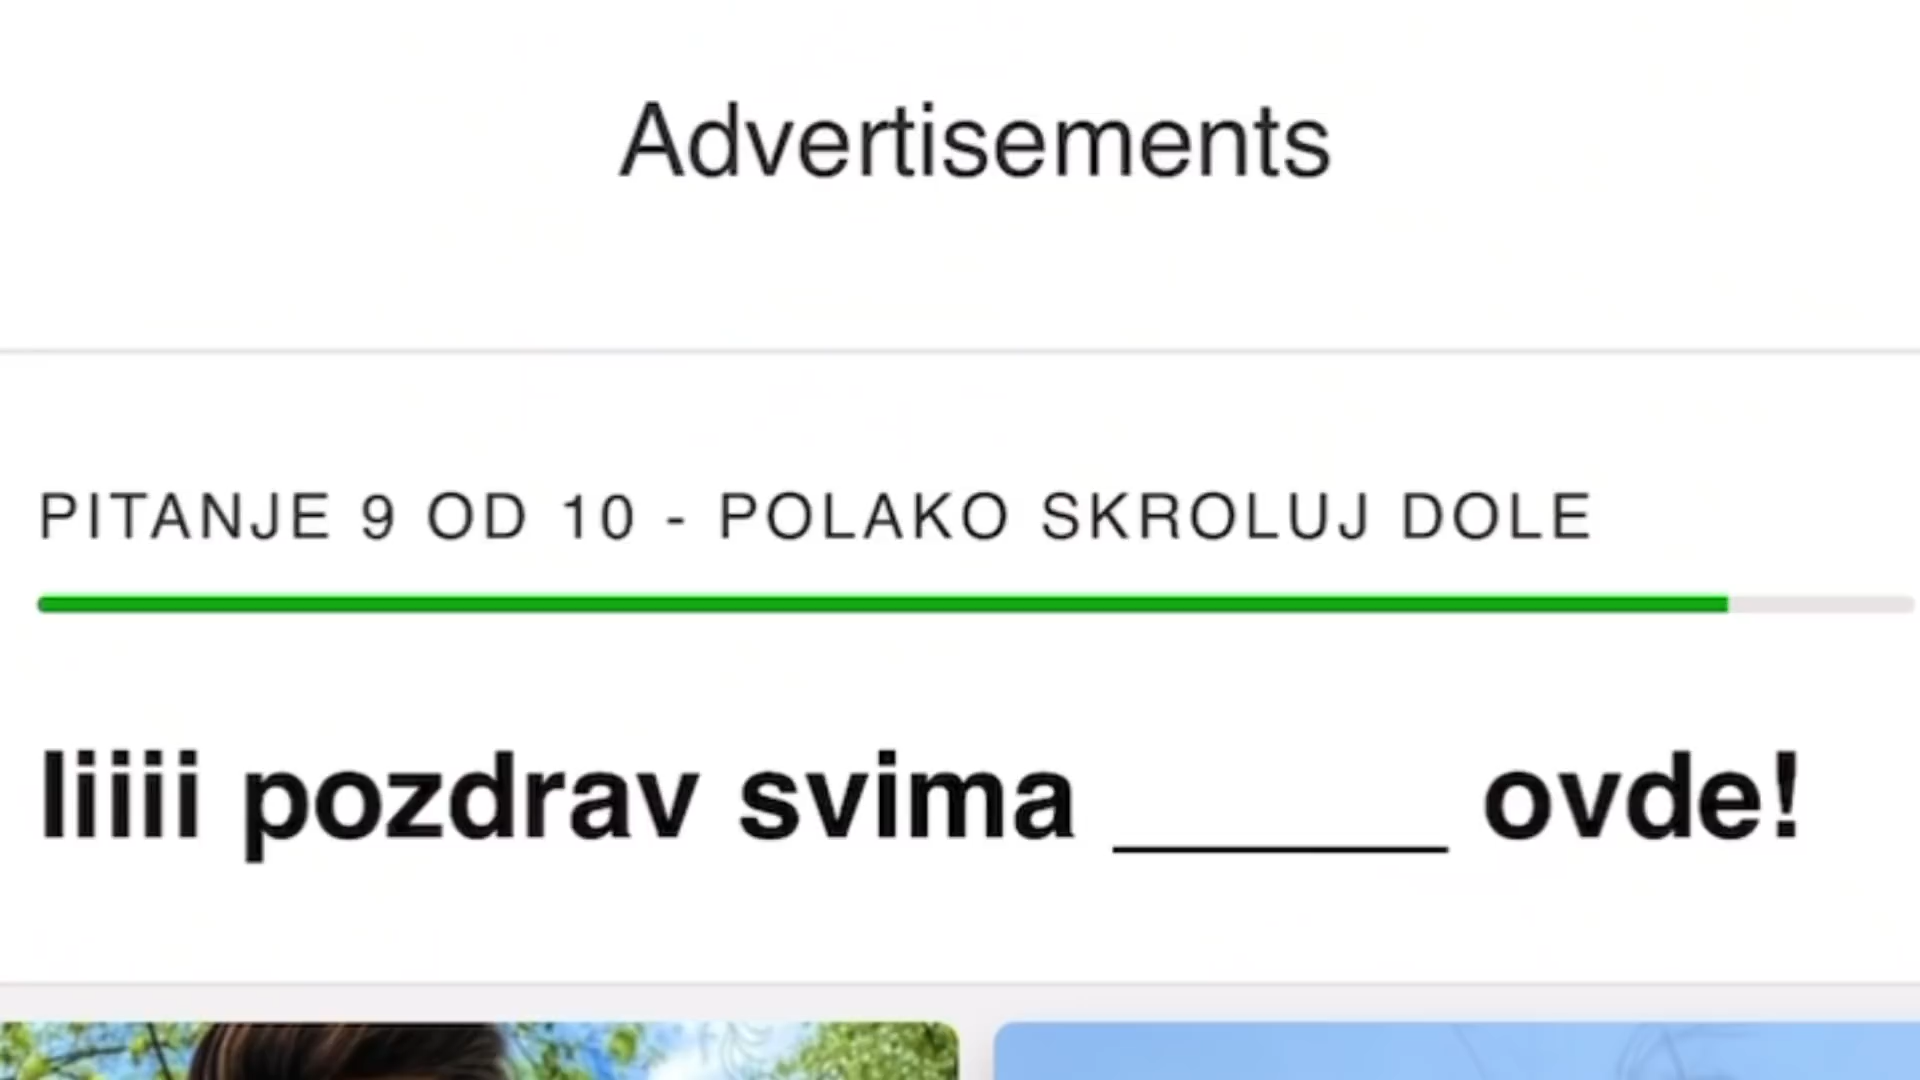 Advertisements
PITANJE 9 OD 10 - POLAKO SKROLUJ DOLE
Iiiii pozdrav svima ______ ovde!